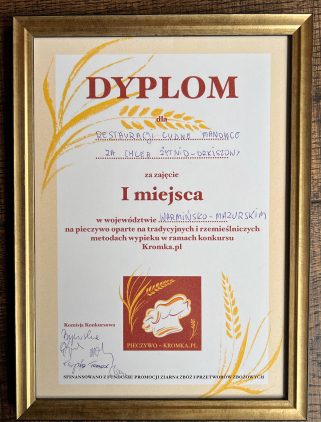 DYPLOM
dla
RESTAURACJI CUDNE MANOWCE
ZA CHLEB ŻYTNIO-ORKISZOWY
za zajęcie
I miejsca
w województwie WARMIŃSKO-MAZURSKIM
na pieczywo oparte na tradycyjnych i rzemieślniczych
metodach wypieku w ramach konkursu
Kromka.pl
PIECZYWO - KROMKA.PL
Komisja Konkursowa
SFINANSOWANO Z FUNDUSZU PROMOCJI ZIARNA ZBÓŻ I PRZETWORÓW ZBOŻOWYCH